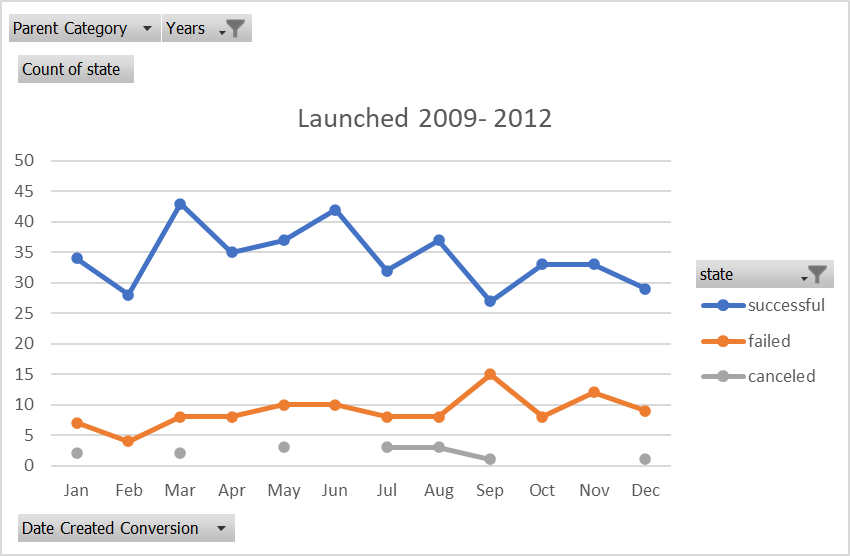 Parent Category Years
Count of state
Launched 2009- 2012
50
45
40
35
30
25
20
15
10
5
0
Jan Feb Mar Apr May Jun Jul Aug Sep Oct Nov Dec
state
successful
failed
canceled
Date Created Conversion